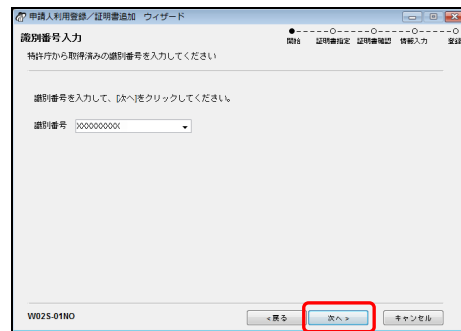 申請人利用登録／証明書追加　ウィザード
識別番号入力
特許庁から取得済みの識別番号を入力してください
開始 証明書指定 証明書確認 情報入力 登録
識別番号を入力して、[次へ]をクリックしてください。
識別番号 XXXXXXXXX
W02S-01NO <戻る 次へ > キャンセル